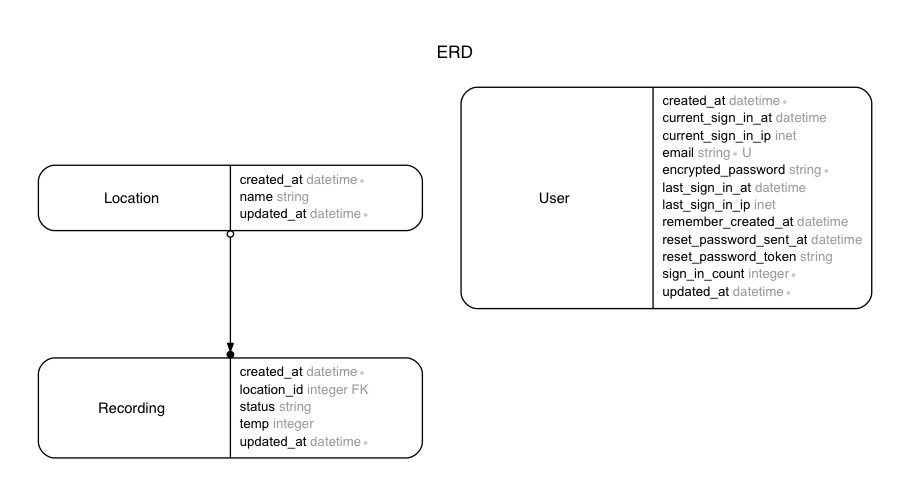 ERD
Location
created_at datetime *
name string
updated_at datetime *
Recording
created_at datetime *
location_id integer FK
status string
temp integer
updated_at datetime *
User
created_at datetime *
current_sign_in_at datetime
current_sign_in_ip inet
email string * U
encrypted_password string *
last_sign_in_at datetime
last_sign_in_ip inet
remember_created_at datetime
reset_password_sent_at datetime
reset_password_token string
sign_in_count integer *
updated_at datetime *